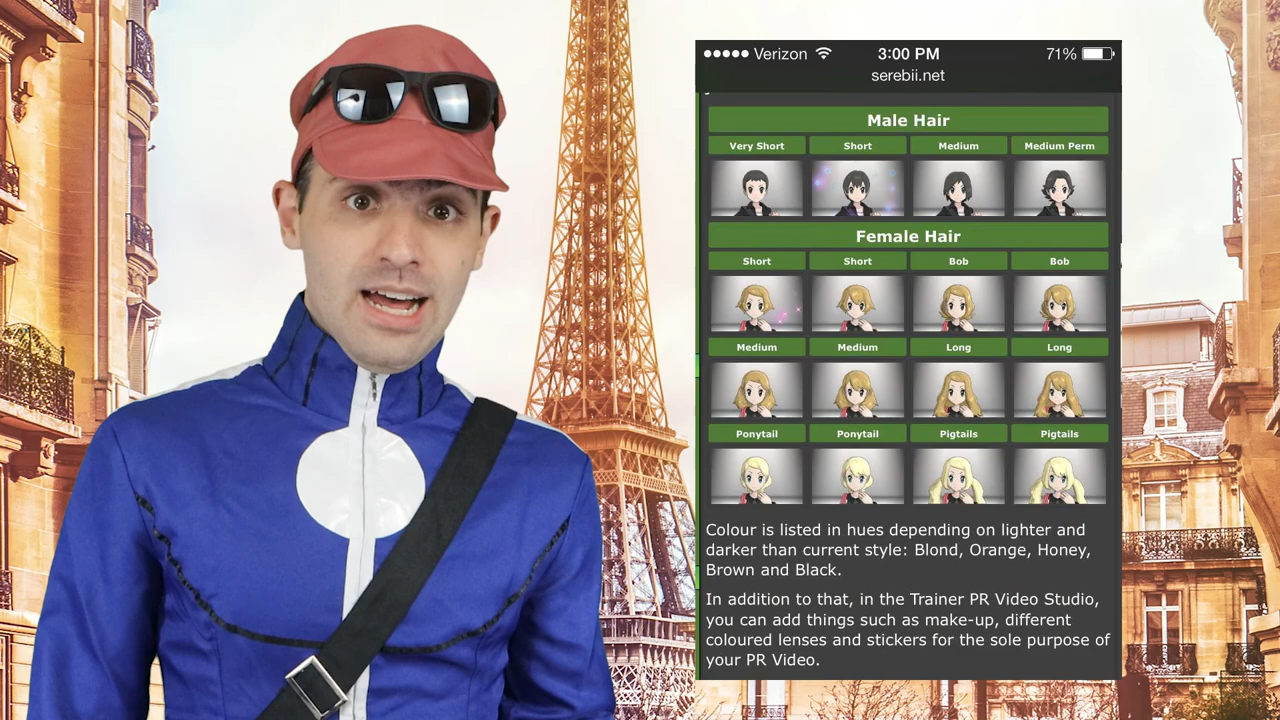 Verizon 3:00 PM 71%
serebii.net
Male Hair
Very Short Short Medium Medium Perm
Female Hair
Short Short Bob Bob
Medium Medium Long Long
Ponytail Ponytail Pigtails Pigtails
Colour is listed in hues depending on lighter and
darker than current style: Blond, Orange, Honey,
Brown and Black.
In addition to that, in the Trainer PR Video Studio,
you can add things such as make-up, different
coloured lenses and stickers for the sole purpose of
your PR Video.